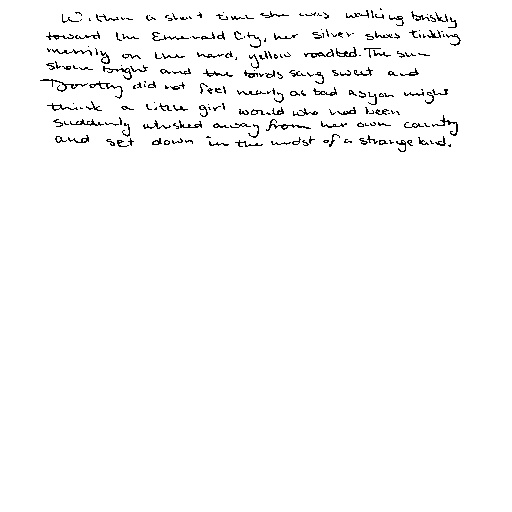 Within a short time she was walking briskly
toward the Emerald City, her Silver Shoes tinkling
merrily on the hard, yellow roadbed. The sun
shone bright and the birds sang sweet and
Dorothy did not feel nearly as bad as you might
think a little girl would who had been
suddenly whisked away from her own country
and set down in the midst of a strange land.